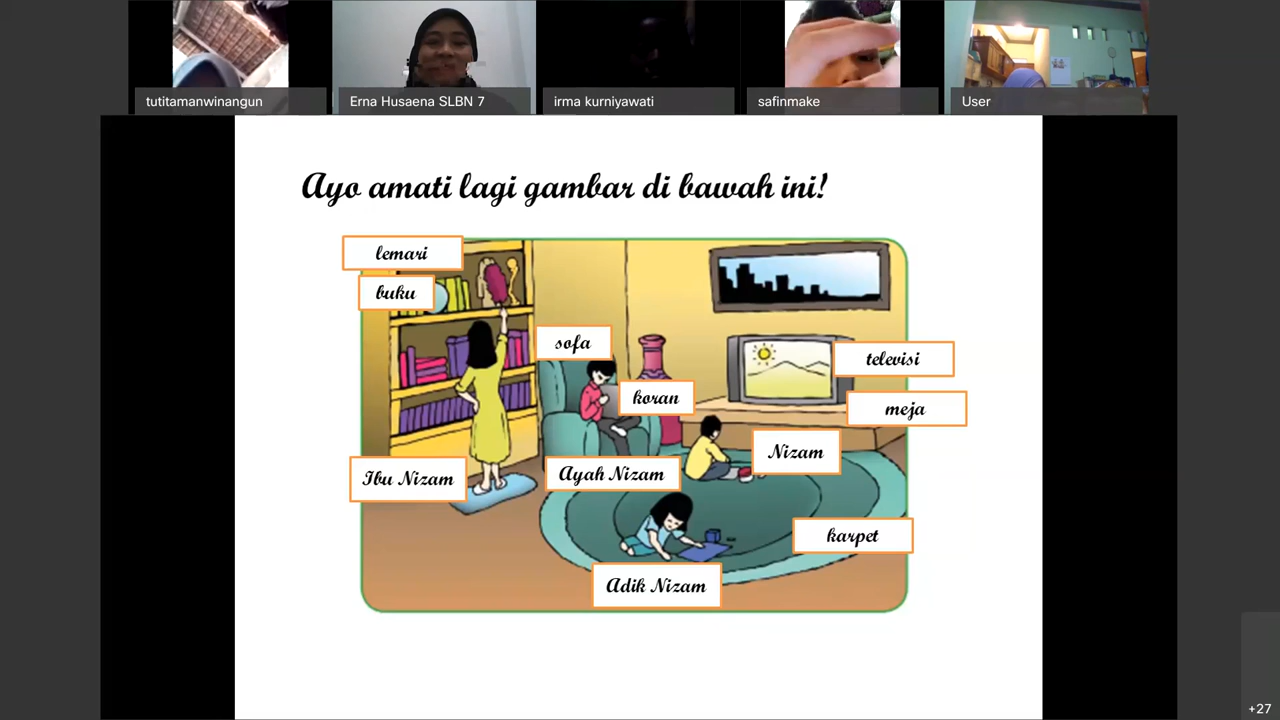 tutitamanwinangun
Erna Husaena SLBN 7
irma kurniyawati
safinmake
User
Ayo amati lagi gambar di bawah ini!
lemari
buku
sofa
televisi
koran
meja
Nizam
Ayah Nizam
Ibu Nizam
karpet
Adik Nizam
+27